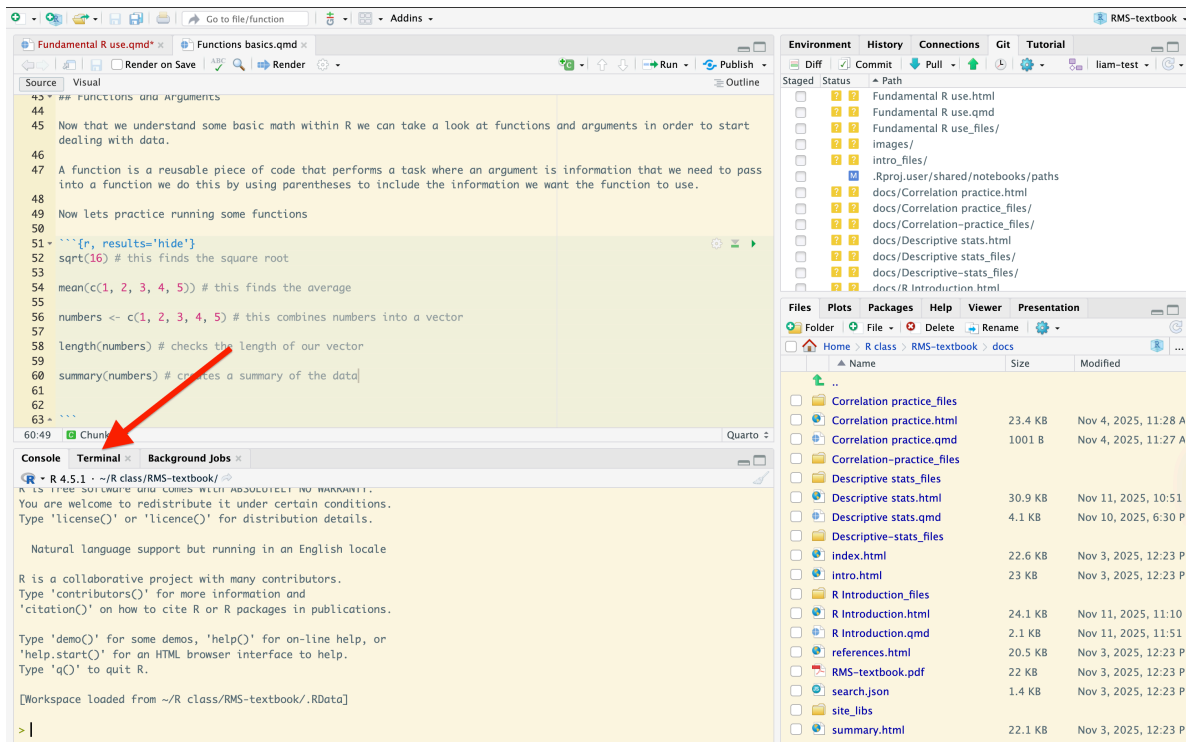 Go to file/function
Addins
RMS-textbook
Fundamental R use.qmd*
Functions basics.qmd
Render on Save
ABC
Render
Run
Publish
Source
Visual
Outline
43 ## Functions and Arguments
44
45 Now that we understand some basic math within R we can take a look at functions and arguments in order to start
dealing with data.
46
47 A function is a reusable piece of code that performs a task where an argument is information that we need to pass
into a function we do this by using parentheses to include the information we want the function to use.
48
49 Now lets practice running some functions
50
51 ```{r, results='hide'}
52 sqrt(16) # this finds the square root
53
54 mean(c(1, 2, 3, 4, 5)) # this finds the average
55
56 numbers <- c(1, 2, 3, 4, 5) # this combines numbers into a vector
57
58 length(numbers) # checks the length of our vector
59
60 summary(numbers) # creates a summary of the data
61
62
63 ```
60:49
C Chunk
Quarto
Console
Terminal
Background Jobs
R
R 4.5.1 · ~/R class/RMS-textbook/
R is free software and comes with ABSOLUTELY NO WARRANTY.
You are welcome to redistribute it under certain conditions.
Type 'license()' or 'licence()' for distribution details.
Natural language support but running in an English locale
R is a collaborative project with many contributors.
Type 'contributors()' for more information and
'citation()' on how to cite R or R packages in publications.
Type 'demo()' for some demos, 'help()' for on-line help, or
'help.start()' for an HTML browser interface to help.
Type 'q()' to quit R.
[Workspace loaded from ~/R class/RMS-textbook/.RData]
>
Environment
History
Connections
Git
Tutorial
Diff
Commit
Pull
liam-test
Staged Status Path
? ? Fundamental R use.html
? ? Fundamental R use.qmd
? ? Fundamental R use_files/
? ? images/
? ? intro_files/
M .Rproj.user/shared/notebooks/paths
? ? docs/Correlation practice.html
? ? docs/Correlation practice_files/
? ? docs/Correlation-practice_files/
? ? docs/Descriptive stats.html
? ? docs/Descriptive stats_files/
? ? docs/Descriptive-stats_files/
? ? docs/R Introduction.html
Files
Plots
Packages
Help
Viewer
Presentation
Folder
File
Delete
Rename
Home > R class > RMS-textbook > docs
...
Name Size Modified
..
Correlation practice_files
Correlation practice.html 23.4 KB Nov 4, 2025, 11:28 A
Correlation practice.qmd 1001 B Nov 4, 2025, 11:27 A
Correlation-practice_files
Descriptive stats_files
Descriptive stats.html 30.9 KB Nov 11, 2025, 10:51
Descriptive stats.qmd 4.1 KB Nov 10, 2025, 6:30 P
Descriptive-stats_files
index.html 22.6 KB Nov 3, 2025, 12:23 P
intro.html 23 KB Nov 3, 2025, 12:23 P
R Introduction_files
R Introduction.html 24.1 KB Nov 11, 2025, 11:10
R Introduction.qmd 2.1 KB Nov 11, 2025, 11:51
references.html 20.5 KB Nov 3, 2025, 12:23 P
RMS-textbook.pdf 22 KB Nov 3, 2025, 12:23 P
search.json 1.4 KB Nov 3, 2025, 12:23 P
site_libs
summary.html 22.1 KB Nov 3, 2025, 12:23 P